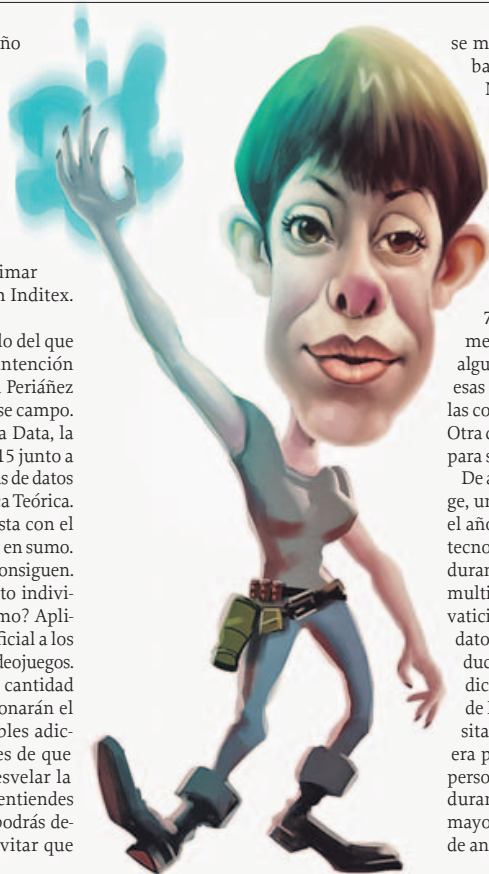 ño
imar
n Inditex.
lo del que
intención
Periáñez
se campo.
a Data, la
15 junto a
s de datos
ca Teórica.
sta con el
en sumo.
onsiguen.
to indivi-
mo? Apli-
ficial a los
deojuegos.
cantidad
onarán el
bles adic-
es de que
esvelar la
entiendes
podrás de-
vitar que
se m
ba
7
me
algu
esas
las co
Otra c
para s
De a
ge, un
el año
tecno
duran
multi
vatici
dato
duc
dic
de
sita
era p
perso
duran
mayo
de an